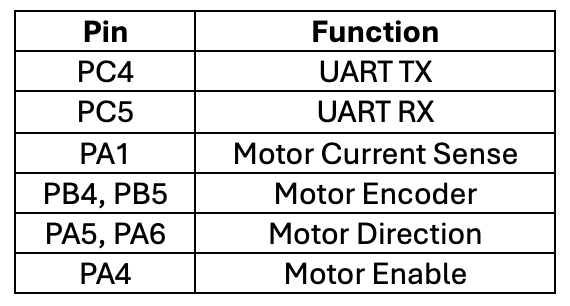 Pin Function
PC4 UART TX
PC5 UART RX
PA1 Motor Current Sense
PB4, PB5 Motor Encoder
PA5, PA6 Motor Direction
PA4 Motor Enable